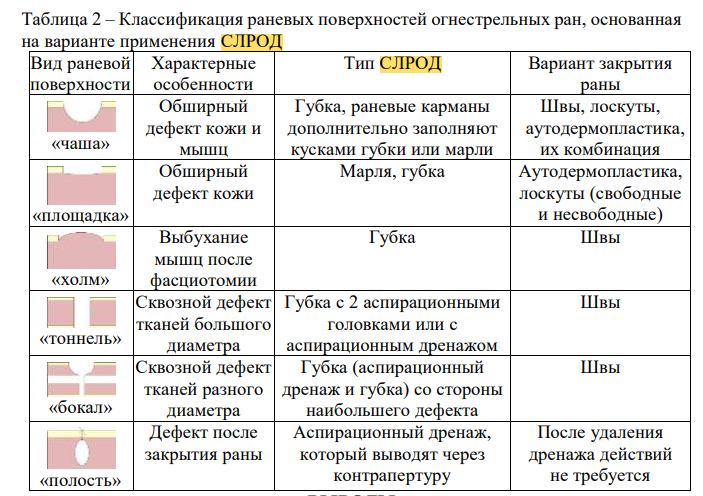 Таблица 2 – Классификация раневых поверхностей огнестрельных ран, основанная
на варианте применения СЛРОД
Вид раневой поверхности | Характерные особенности | Тип СЛРОД | Вариант закрытия раны
«чаша» | Обширный дефект кожи и мышц | Губка, раневые карманы дополнительно заполняют кусками губки или марли | Швы, лоскуты, аутодермопластика, их комбинация
«площадка» | Обширный дефект кожи | Марля, губка | Аутодермопластика, лоскуты (свободные и несвободные)
«холм» | Выбухание мышц после фасциотомии | Губка | Швы
«тоннель» | Сквозной дефект тканей большого диаметра | Губка с 2 аспирационными головками или с аспирационным дренажом | Швы
«бокал» | Сквозной дефект тканей разного диаметра | Губка (аспирационный дренаж и губка) со стороны наибольшего дефекта | Швы
«полость» | Дефект после закрытия раны | Аспирационный дренаж, который выводят через контрапертуру | После удаления дренажа действий не требуется